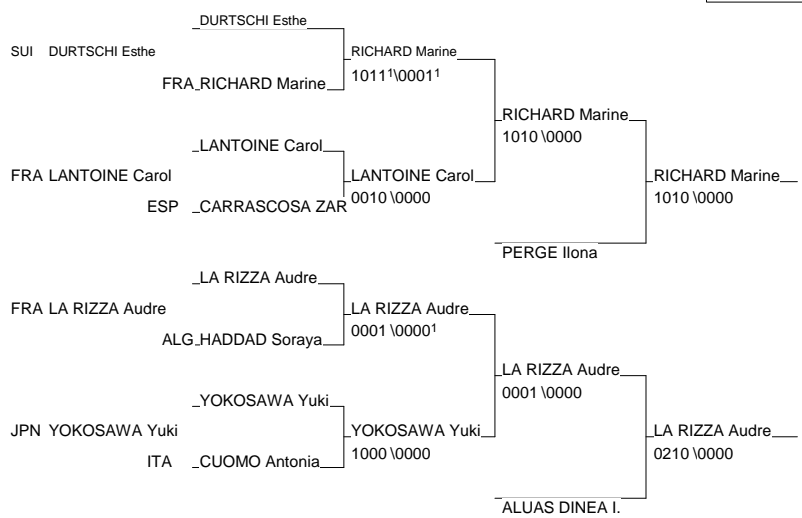 DURTSCHI Esthe
SUI DURTSCHI Esthe
RICHARD Marine
1011¹\0001¹
FRA RICHARD Marine
RICHARD Marine
1010 \0000
LANTOINE Carol
FRA LANTOINE Carol
LANTOINE Carol
0010 \0000
RICHARD Marine
1010 \0000
ESP CARRASCOSA ZAR
PERGE Ilona
LA RIZZA Audre
FRA LA RIZZA Audre
LA RIZZA Audre
0001 \0000¹
ALG HADDAD Soraya
LA RIZZA Audre
0001 \0000
YOKOSAWA Yuki
JPN YOKOSAWA Yuki
YOKOSAWA Yuki
1000 \0000
LA RIZZA Audre
0210 \0000
ITA CUOMO Antonia
ALUAS DINEA I.